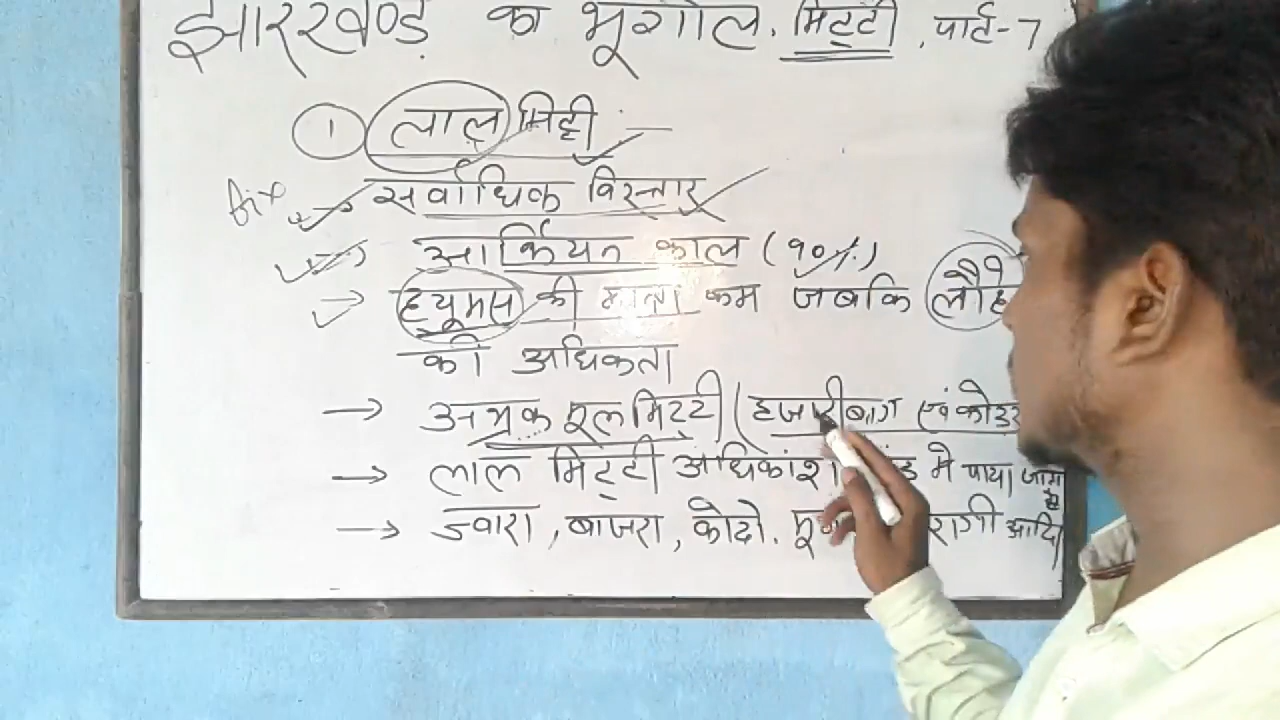 झारखण्ड का भूगोल. मिट्टी, पार्ट-7
1 लाल मिट्टी
Fix सर्वाधिक विस्तार
आर्कियन काल (90%)
ह्यूमस की मात्रा कम जबकि लौह
की अधिकता
अभ्रक मूल मिट्टी (हजारीबाग एवं
लाल मिट्टी अधिकांश में पाया जाता है
ज्वारा, बाजरा, कोदो. रागी आदि